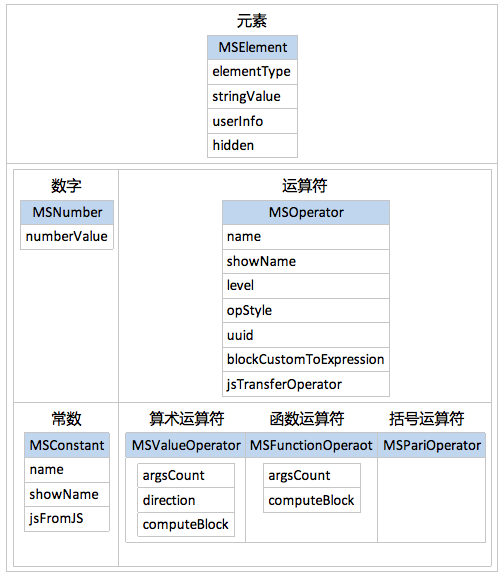 元素
MSElement
elementType
stringValue
userInfo
hidden
数字
运算符
MSNumber
MSOperator
numberValue
name
showName
level
opStyle
uuid
blockCustomToExpression
jsTransferOperator
常数
算术运算符
函数运算符
括号运算符
MSConstant
MSValueOperator
MSFunctionOperaot
MSPariOperator
name
showName
jsFromJS
argsCount
direction
computeBlock
argsCount
computeBlock